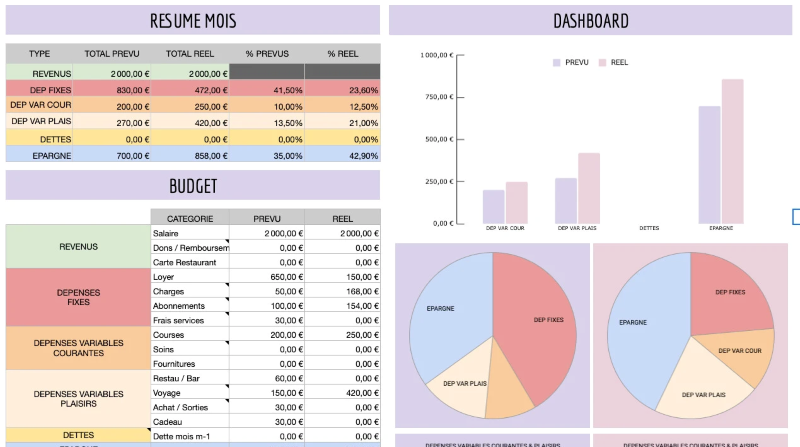 RESUME MOIS
TYPE TOTAL PREVU TOTAL REEL % PREVUS % REEL
REVENUS 2 000,00 € 2 000,00 €
DEP FIXES 830,00 € 472,00 € 41,50% 23,60%
DEP VAR COUR 200,00 € 250,00 € 10,00% 12,50%
DEP VAR PLAIS 270,00 € 420,00 € 13,50% 21,00%
DETTES 0,00 € 0,00 € 0,00% 0,00%
EPARGNE 700,00 € 858,00 € 35,00% 42,90%
BUDGET
CATEGORIE PREVU REEL
REVENUS
Salaire 2 000,00 € 2 000,00 €
Dons / Remboursem 0,00 € 0,00 €
Carte Restaurant 0,00 € 0,00 €
DEPENSES
FIXES
Loyer 650,00 € 150,00 €
Charges 50,00 € 168,00 €
Abonnements 100,00 € 154,00 €
Frais services 30,00 € 0,00 €
DEPENSES VARIABLES
COURANTES
Courses 200,00 € 250,00 €
Soins 0,00 € 0,00 €
Fournitures 0,00 € 0,00 €
DEPENSES VARIABLES
PLAISIRS
Restau / Bar 60,00 € 0,00 €
Voyage 150,00 € 420,00 €
Achat / Sorties 30,00 € 0,00 €
Cadeau 30,00 € 0,00 €
DETTES
Dette mois m-1 0,00 € 0,00 €
DASHBOARD
PREVU REEL
1 000,00 €
750,00 €
500,00 €
250,00 €
0,00 €
DEP VAR COUR DEP VAR PLAIS DETTES EPARGNE
EPARGNE
DEP FIXES
DEP VAR PLAIS
DEP FIXES
EPARGNE
DEP VAR COUR
DEP VAR PLAIS
DEPENSES VARIABLES COURANTES & PLAISIRS
DEPENSES VARIABLES COURANTES & PLAISIRS